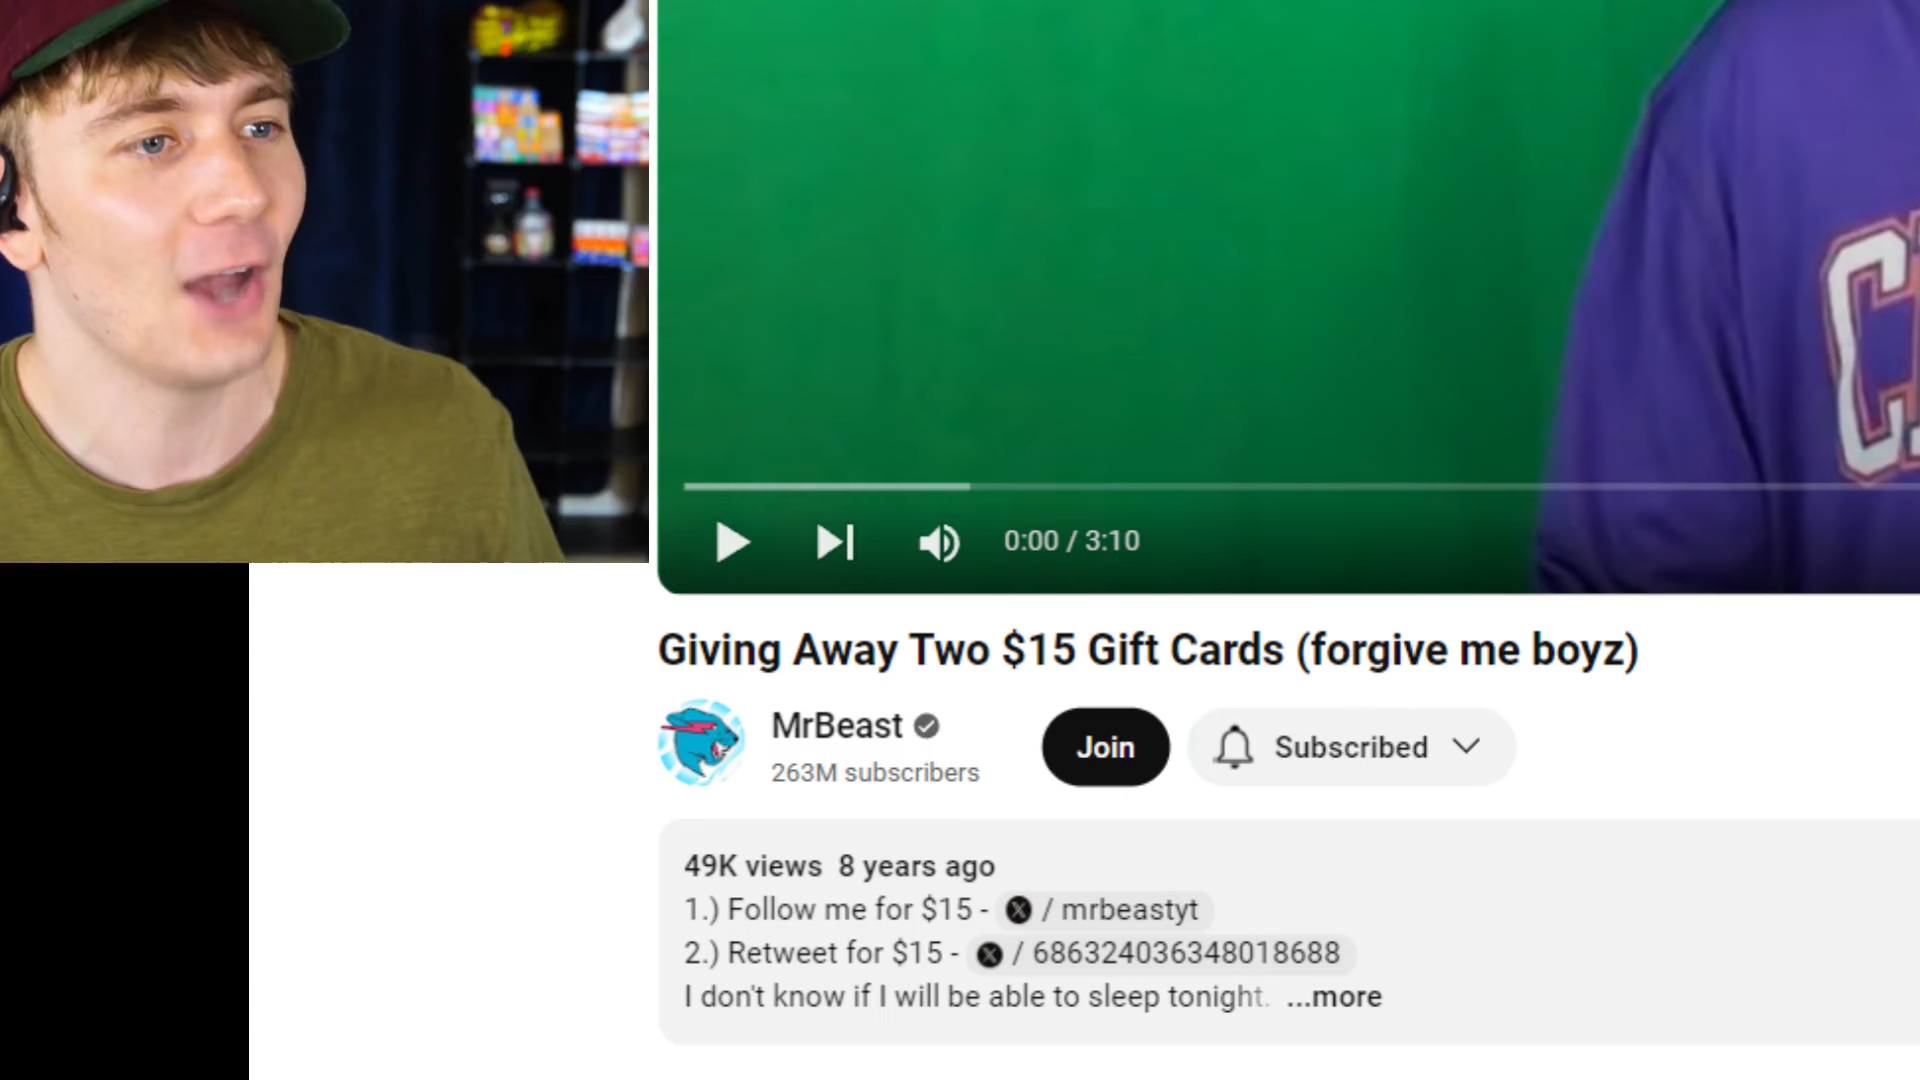 0:00 / 3:10
Giving Away Two $15 Gift Cards (forgive me boyz)
MrBeast
263M subscribers
Join
Subscribed
49K views 8 years ago
1.) Follow me for $15 - / mrbeastyt
2.) Retweet for $15 - / 686324036348018688
I don't know if I will be able to sleep tonight. ...more